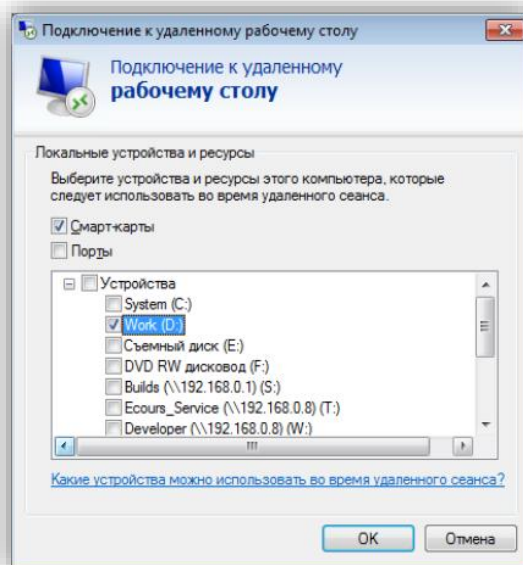 Подключение к удаленному рабочему столу
Подключение к удаленному
рабочему столу
Локальные устройства и ресурсы
Выберите устройства и ресурсы этого компьютера, которые
следует использовать во время удаленного сеанса.
Смарт-карты
Порты
Устройства
System (C:)
Work (D:)
Съемный диск (E:)
DVD RW дисковод (F:)
Builds (\\192.168.0.1) (S:)
Ecours_Service (\\192.168.0.8) (T:)
Developer (\\192.168.0.8) (W:)
Какие устройства можно использовать во время удаленного сеанса?
OK
Отмена